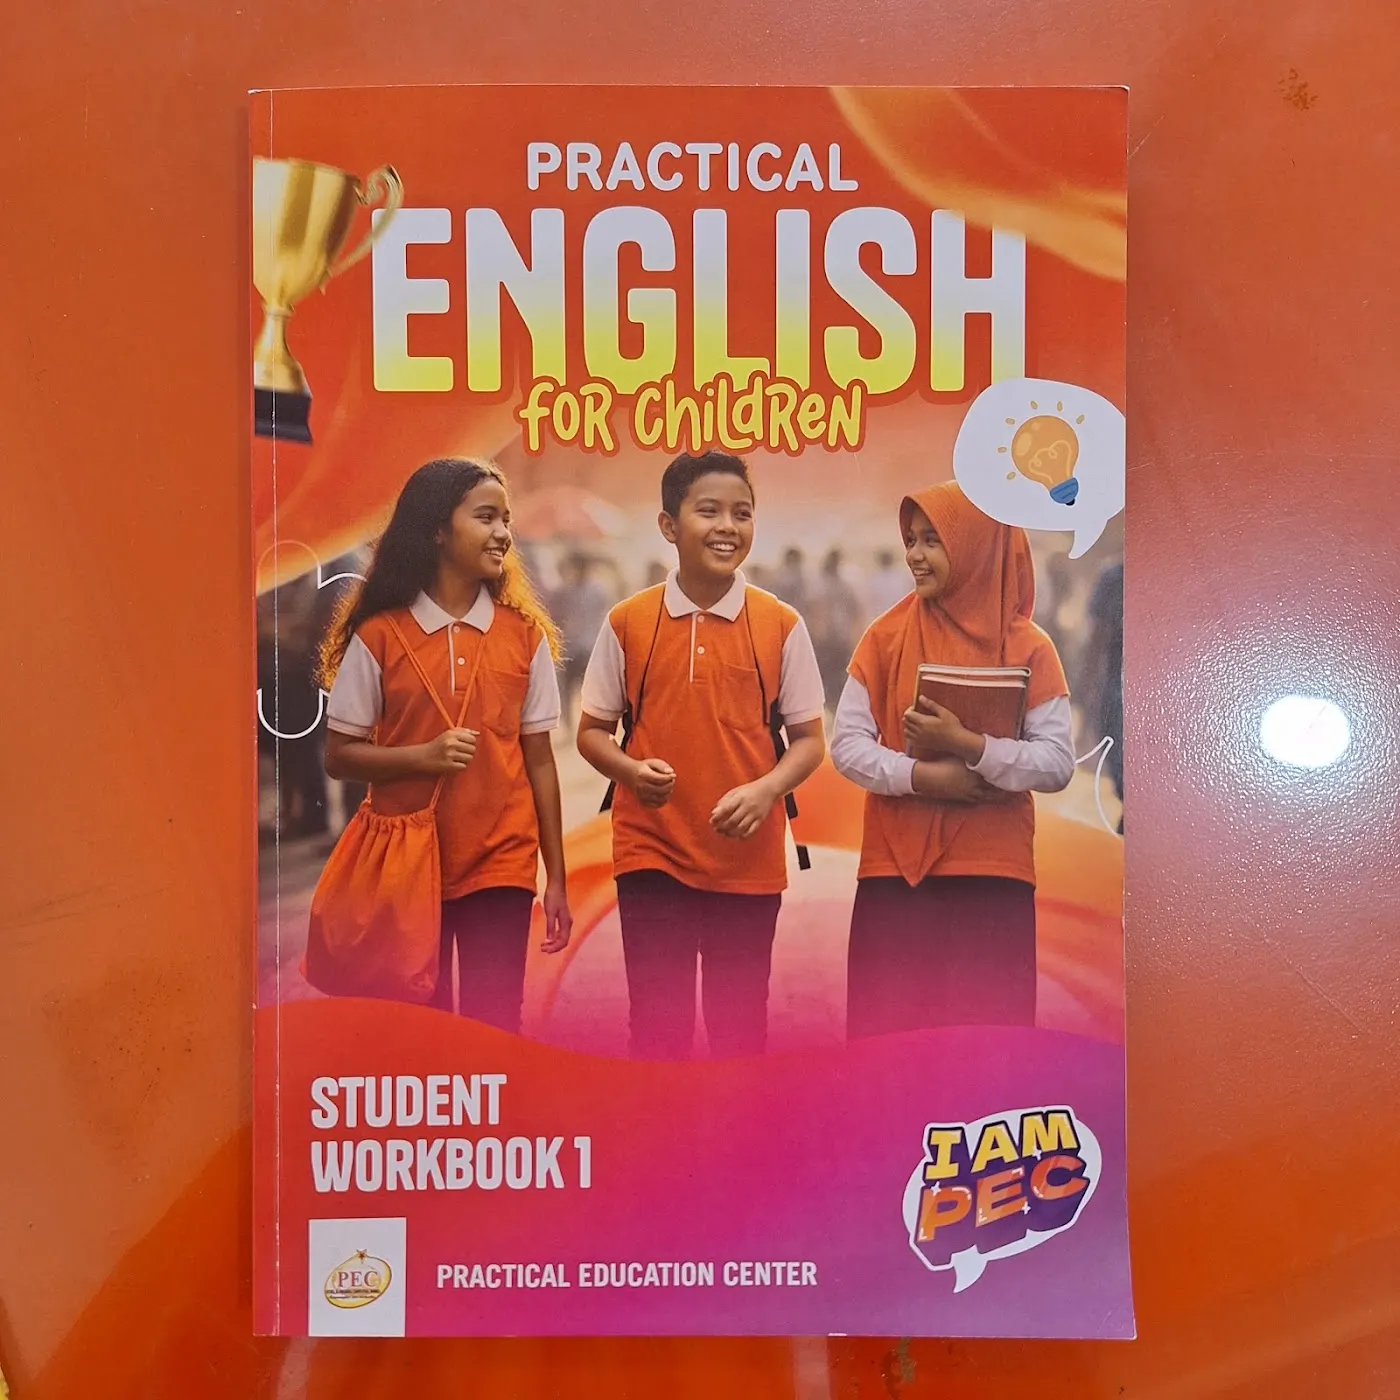 PRACTICAL
ENGLISH
for Children
STUDENT
WORKBOOK 1
I AM
PEC
PEC
PRACTICAL EDUCATION CENTER